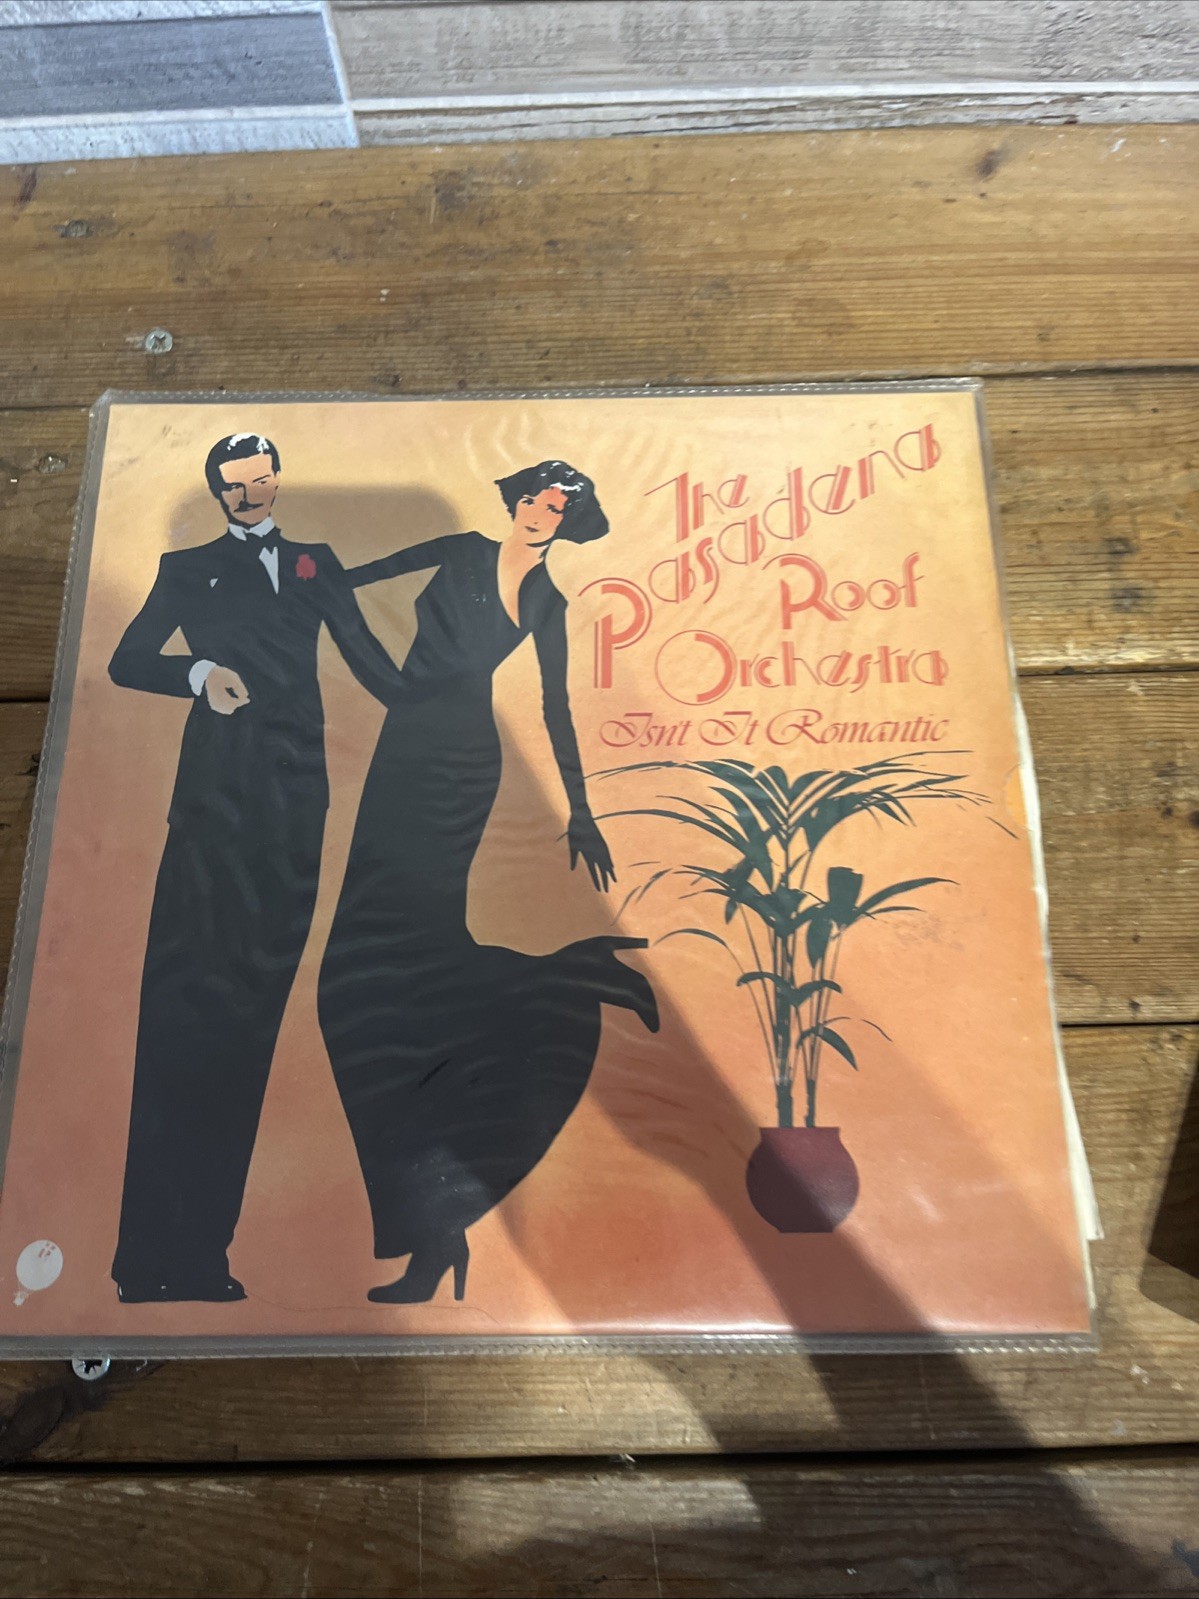 The
Pasadena
Roof
Orchestra
Isn't It Romantic